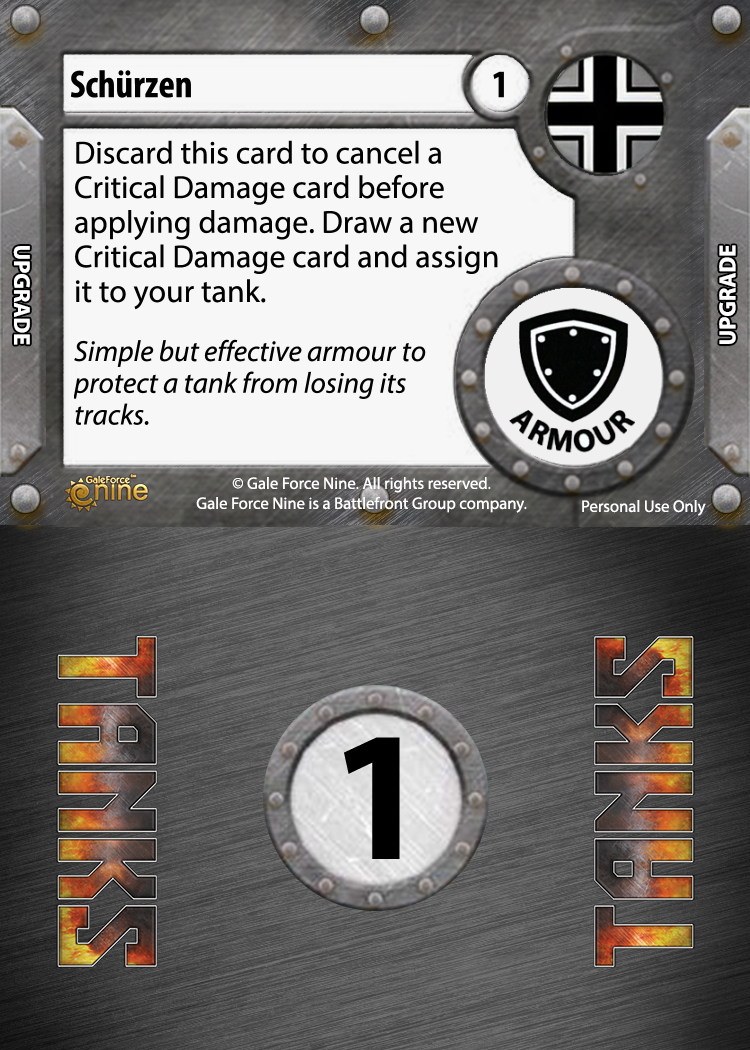 Schürzen
1
Discard this card to cancel a
Critical Damage card before
applying damage. Draw a new
Critical Damage card and assign
it to your tank.
Simple but effective armour to
protect a tank from losing its
tracks.
UPGRADE
UPGRADE
ARMOUR
GaleForce™
nine
© Gale Force Nine. All rights reserved.
Gale Force Nine is a Battlefront Group company.
Personal Use Only
TANKS
1
TANKS